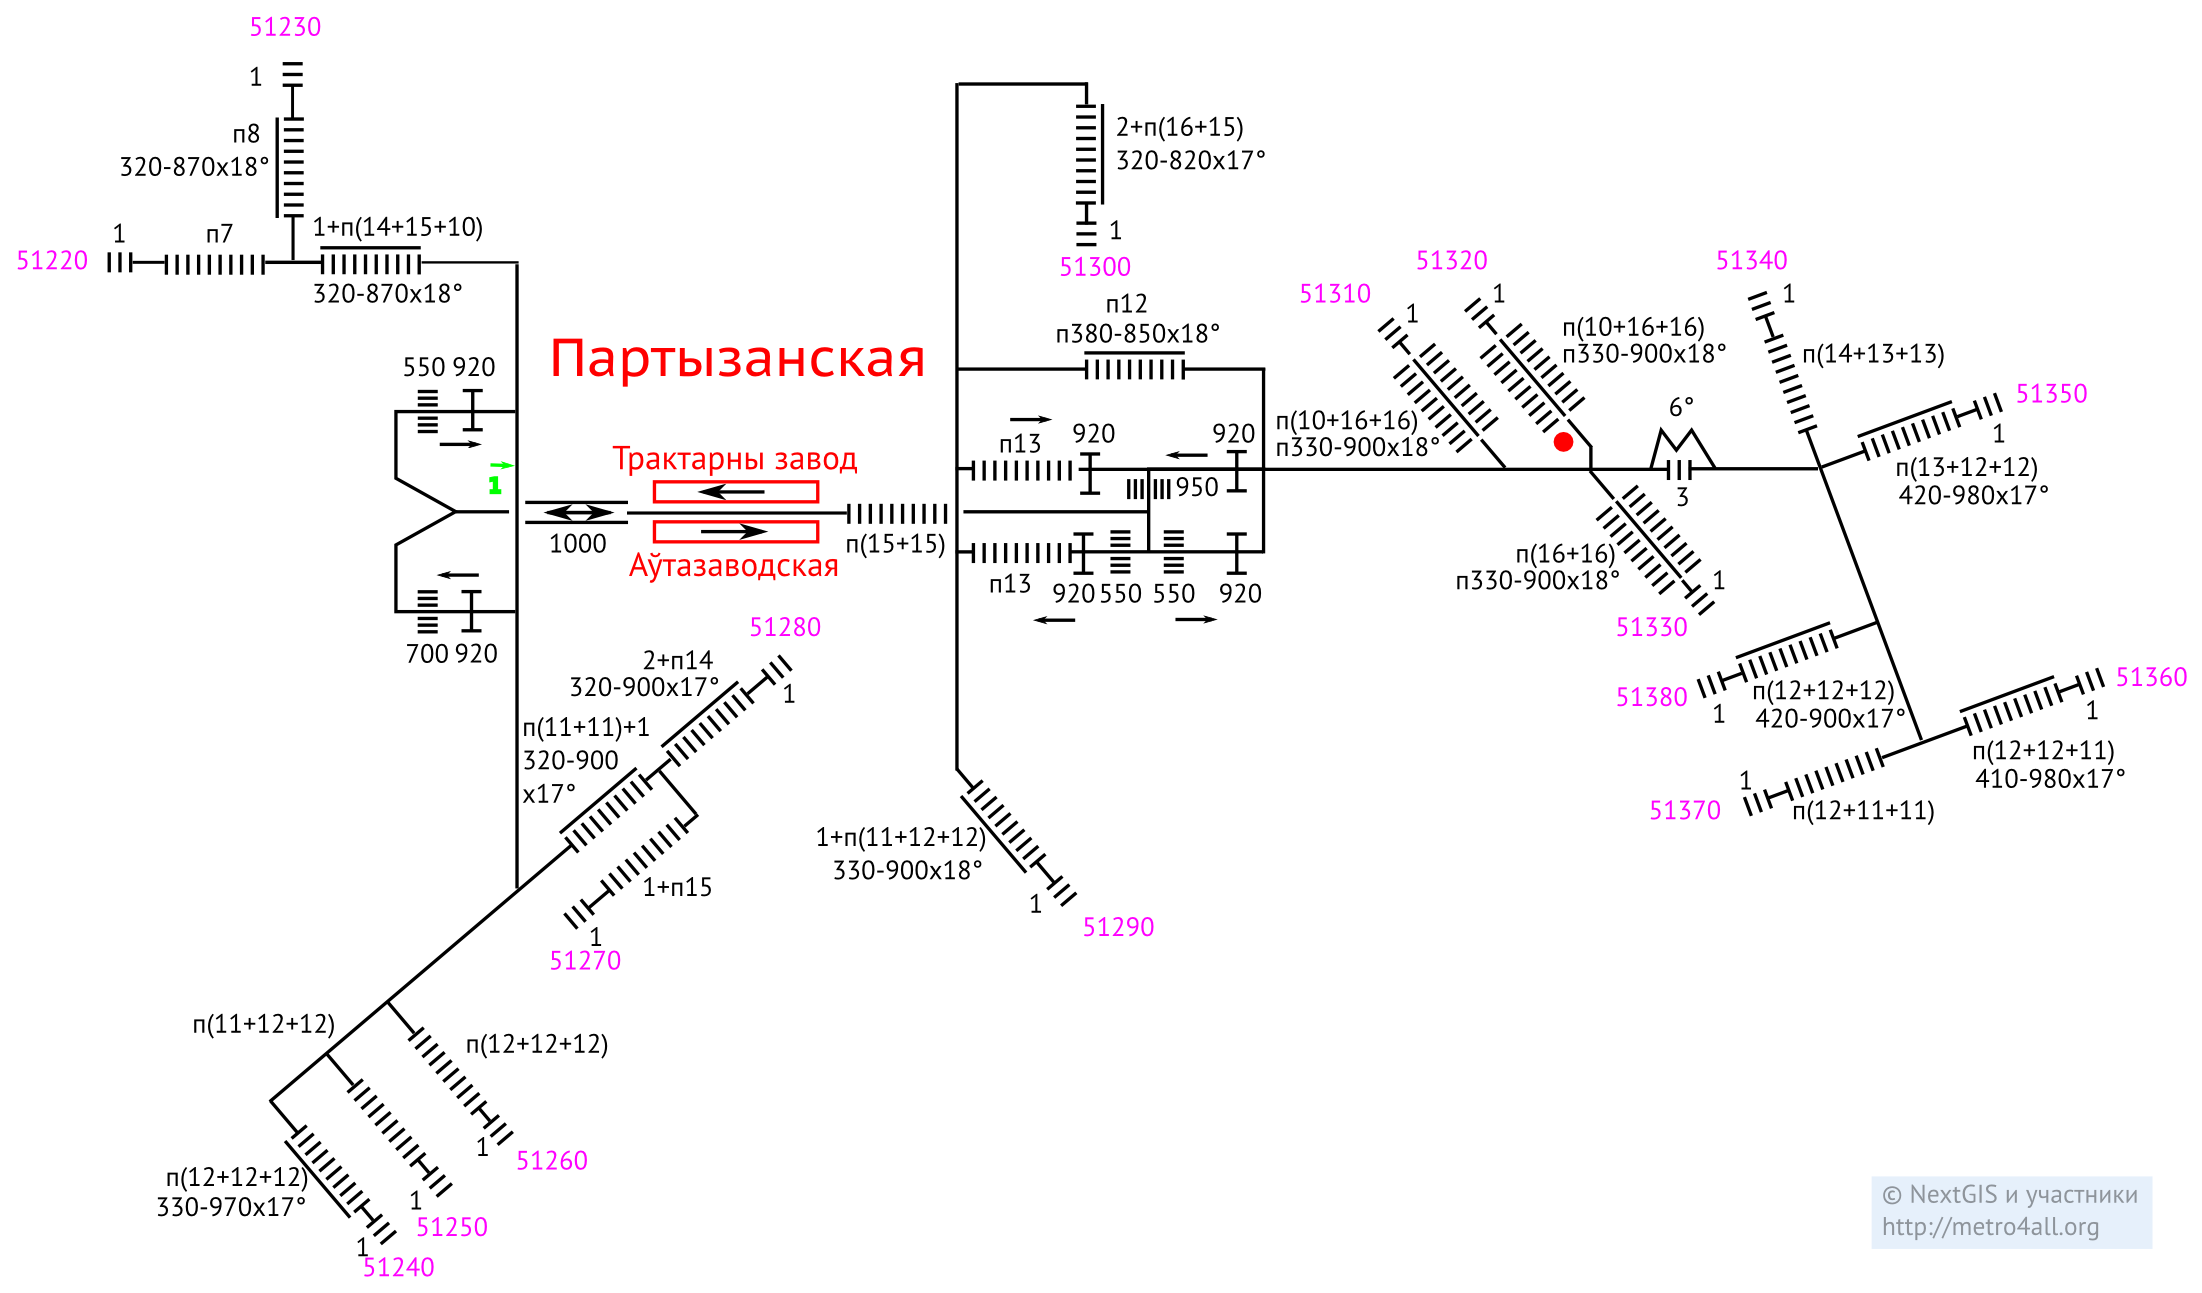 51230
1
п8
320-870x18°
1
п7
51220
1+п(14+15+10)
320-870x18°
2+п(16+15)
320-820x17°
1
51300
п12
п380-850x18°
Партызанская
550 920
1
Трактарны завод
1000
Аўтазаводская
п(15+15)
700 920
п13
920
920
950
п13
920 550 550 920
п(10+16+16)
п330-900x18°
51310
1
51320
1
п(10+16+16)
п330-900x18°
6°
3
51340
1
п(14+13+13)
51350
1
п(13+12+12)
420-980x17°
п(16+16)
п330-900x18°
1
51330
51380
1
п(12+12+12)
420-900x17°
51360
1
п(12+12+11)
410-980x17°
1
51370
п(12+11+11)
51280
2+п14
320-900x17°
1
п(11+11)+1
320-900
x17°
1+п15
1
51270
1+п(11+12+12)
330-900x18°
1
51290
п(11+12+12)
п(12+12+12)
1
51260
п(12+12+12)
330-970x17°
1
51250
1
51240
© NextGIS и участники
http://metro4all.org